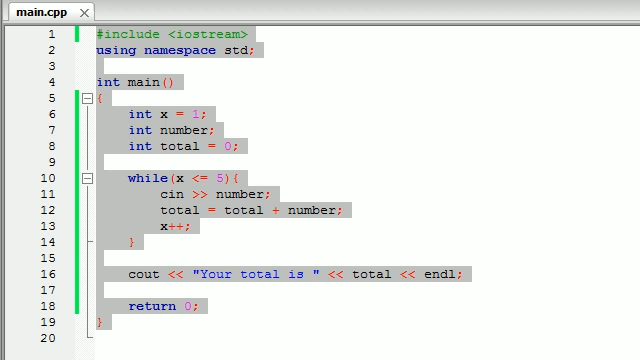 main.cpp
1 #include <iostream>
2 using namespace std;
3
4 int main()
5 {
6 int x = 1;
7 int number;
8 int total = 0;
9
10 while(x <= 5){
11 cin >> number;
12 total = total + number;
13 x++;
14 }
15
16 cout << "Your total is " << total << endl;
17
18 return 0;
19 }
20